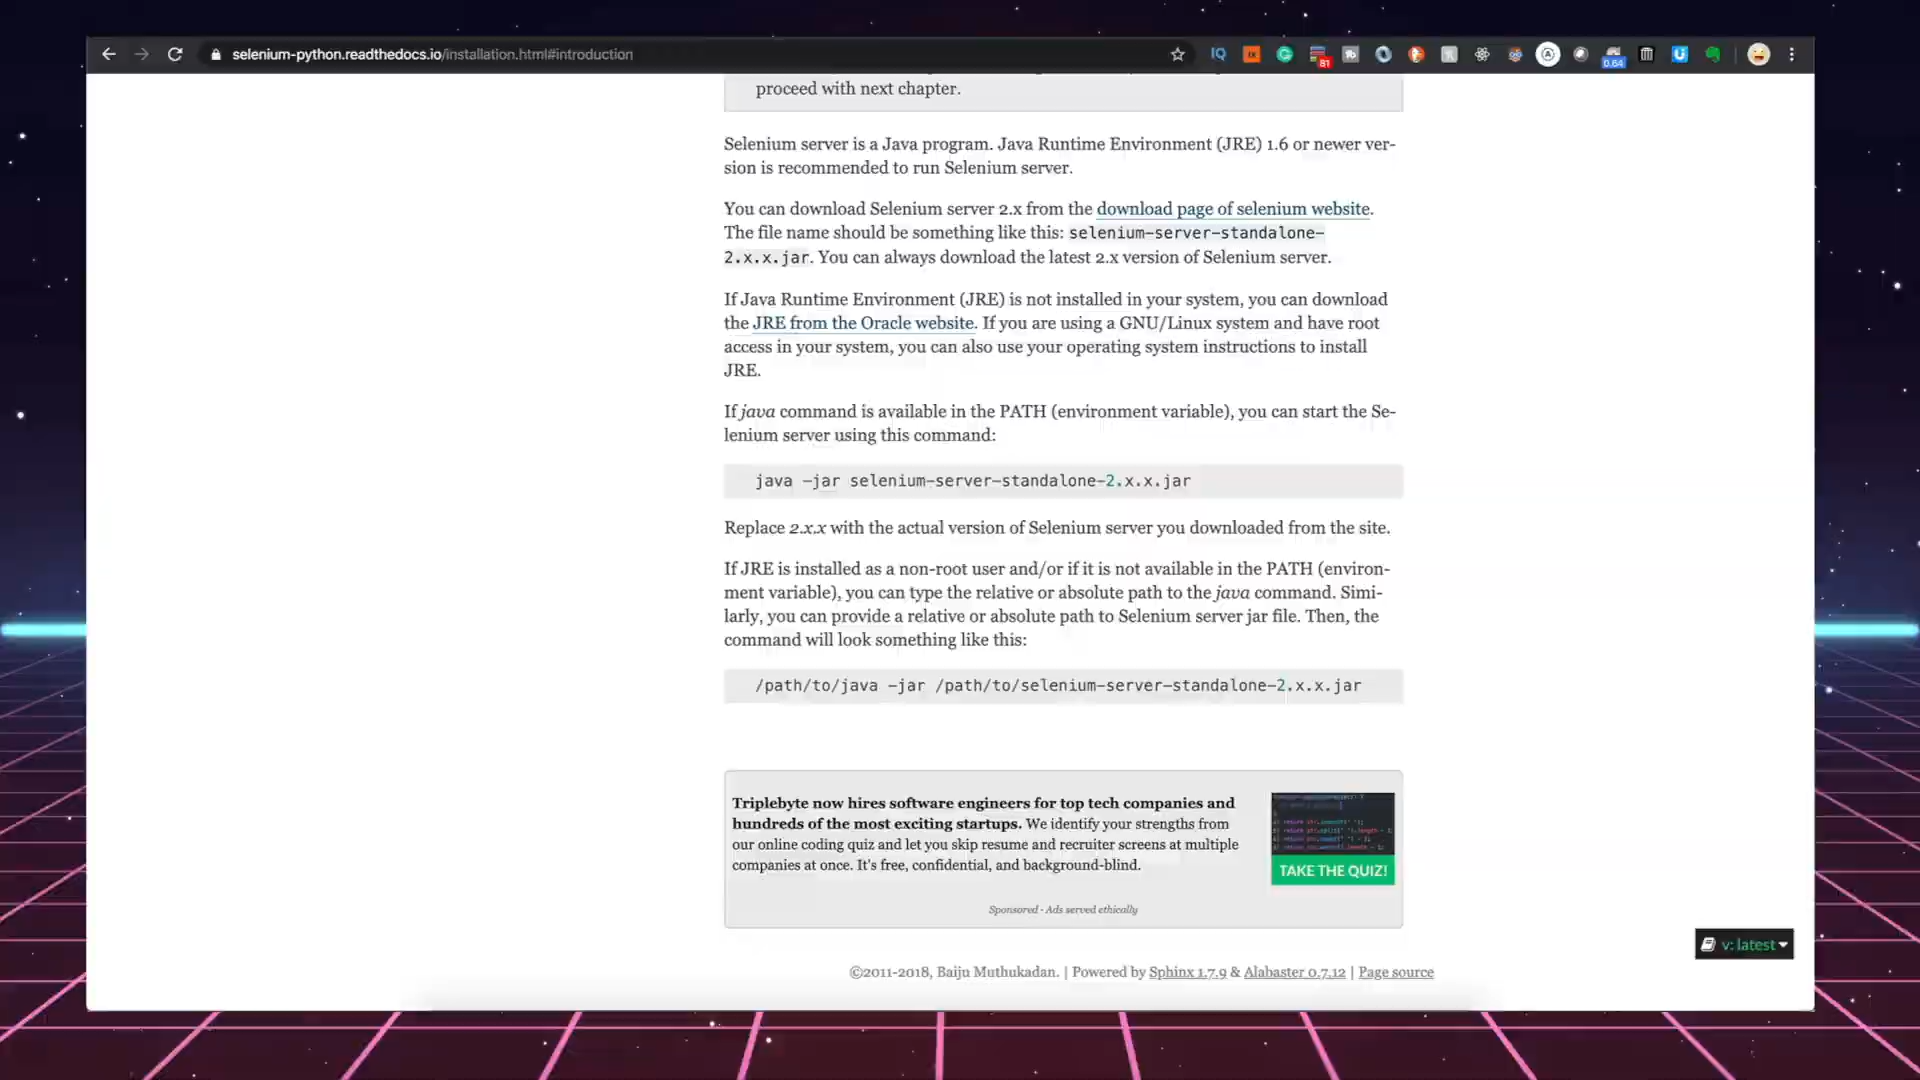 selenium-python.readthedocs.io/installation.html#introduction
IQ
81
0.64
proceed with next chapter.
Selenium server is a Java program. Java Runtime Environment (JRE) 1.6 or newer ver-
sion is recommended to run Selenium server.
You can download Selenium server 2.x from the download page of selenium website.
The file name should be something like this: selenium-server-standalone-
2.x.x.jar. You can always download the latest 2.x version of Selenium server.
If Java Runtime Environment (JRE) is not installed in your system, you can download
the JRE from the Oracle website. If you are using a GNU/Linux system and have root
access in your system, you can also use your operating system instructions to install
JRE.
If java command is available in the PATH (environment variable), you can start the Se-
lenium server using this command:
java -jar selenium-server-standalone-2.x.x.jar
Replace 2.x.x with the actual version of Selenium server you downloaded from the site.
If JRE is installed as a non-root user and/or if it is not available in the PATH (environ-
ment variable), you can type the relative or absolute path to the java command. Simi-
larly, you can provide a relative or absolute path to Selenium server jar file. Then, the
command will look something like this:
/path/to/java -jar /path/to/selenium-server-standalone-2.x.x.jar
Triplebyte now hires software engineers for top tech companies and
hundreds of the most exciting startups. We identify your strengths from
our online coding quiz and let you skip resume and recruiter screens at multiple
companies at once. It's free, confidential, and background-blind.
TAKE THE QUIZ!
Sponsored · Ads served ethically
v: latest
©2011-2018, Baiju Muthukadan. | Powered by Sphinx 1.7.9 & Alabaster 0.7.12 | Page source